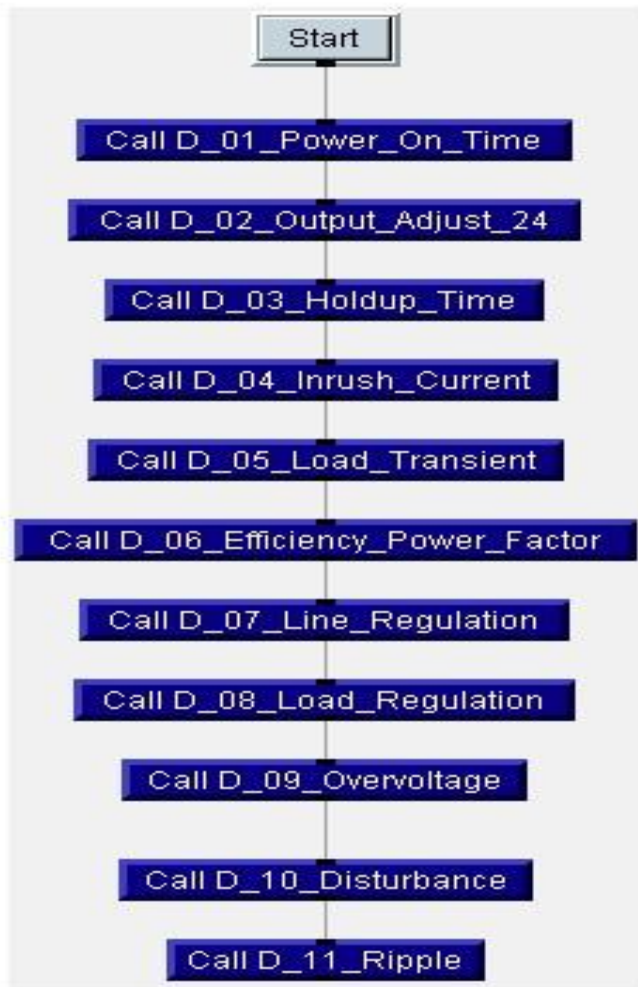 Start
Call D_01_Power_On_Time
Call D_02_Output_Adjust_24
Call D_03_Holdup_Time
Call D_04_Inrush_Current
Call D_05_Load_Transient
Call D_06_Efficiency_Power_Factor
Call D_07_Line_Regulation
Call D_08_Load_Regulation
Call D_09_Overvoltage
Call D_10_Disturbance
Call D_11_Ripple